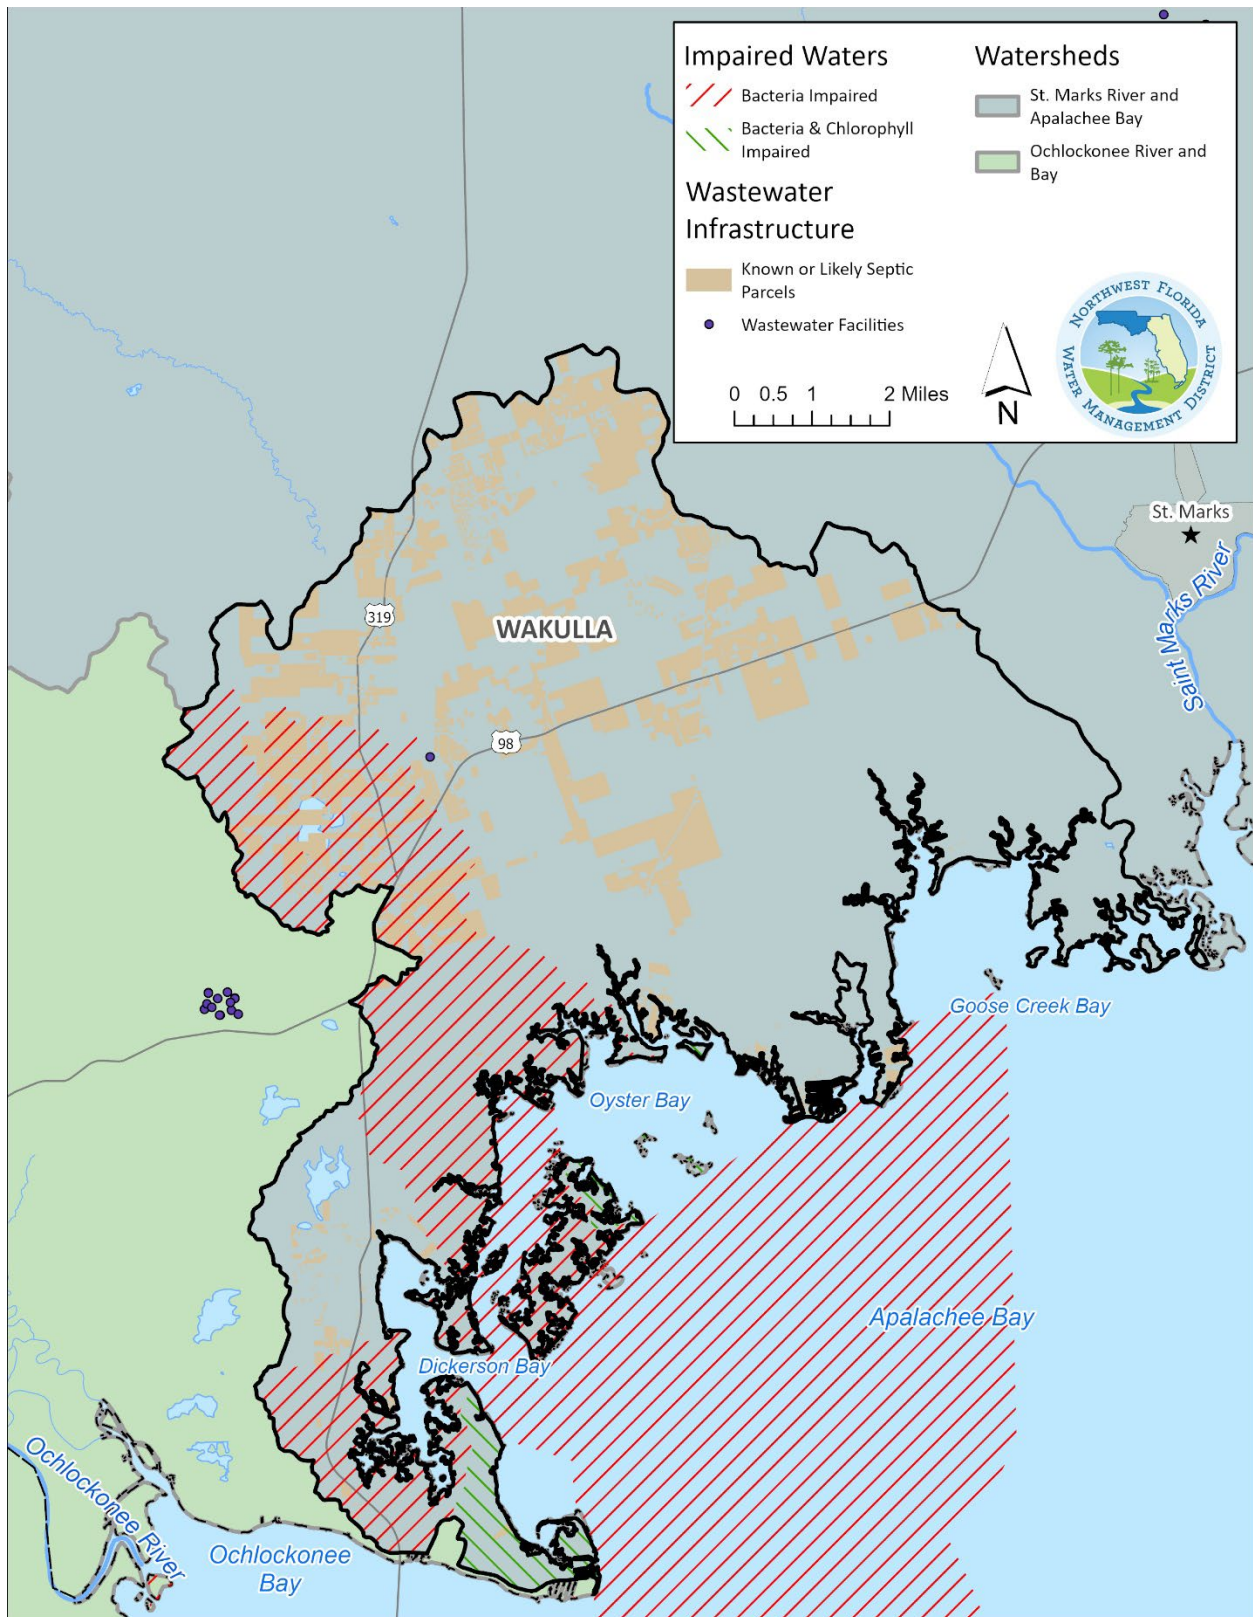 Impaired Waters
Bacteria Impaired
Bacteria & Chlorophyll
Impaired
Wastewater
Infrastructure
Known or Likely Septic
Parcels
Wastewater Facilities
Watersheds
St. Marks River and
Apalachee Bay
Ochlockonee River and
Bay
0 0.5 1 2 Miles
N
NORTHWEST FLORIDA
WATER MANAGEMENT DISTRICT
St. Marks
Saint Marks River
319
WAKULLA
98
Goose Creek Bay
Oyster Bay
Apalachee Bay
Dickerson Bay
Ochlockonee River
Ochlockonee
Bay